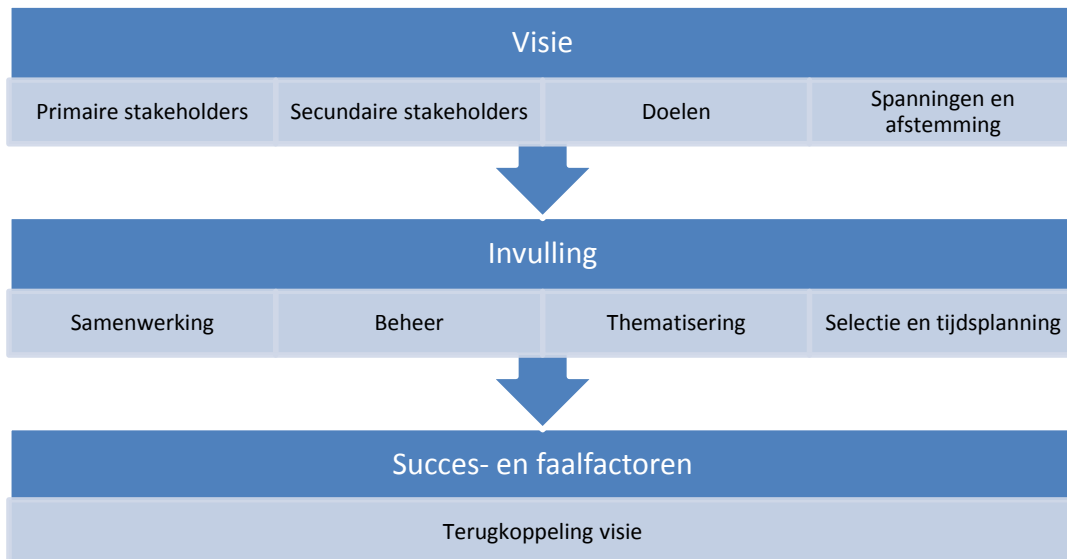 Visie
Primaire stakeholders
Secundaire stakeholders
Doelen
Spanningen en
afstemming
Invulling
Samenwerking
Beheer
Thematisering
Selectie en tijdsplanning
Succes- en faalfactoren
Terugkoppeling visie